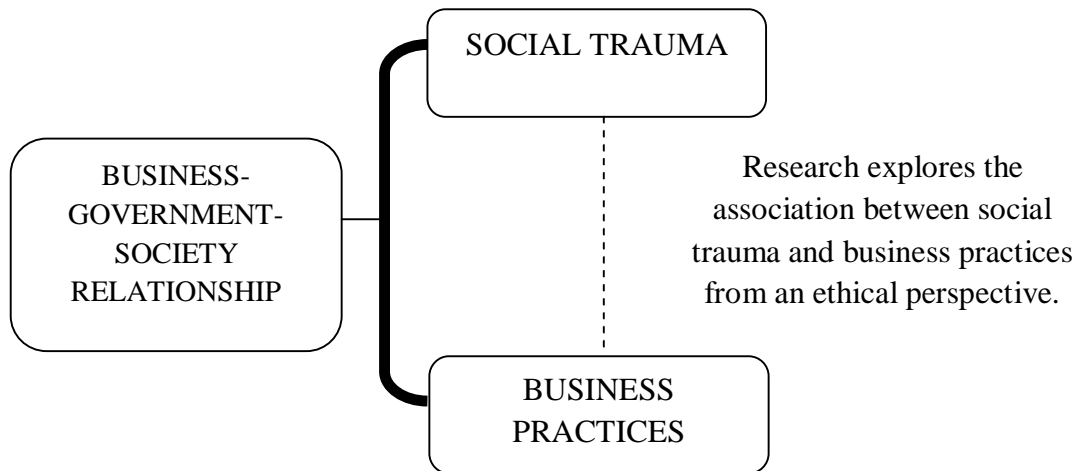 SOCIAL TRAUMA
BUSINESS-
GOVERNMENT-
SOCIETY
RELATIONSHIP
Research explores the
association between social
trauma and business practices
from an ethical perspective.
BUSINESS
PRACTICES